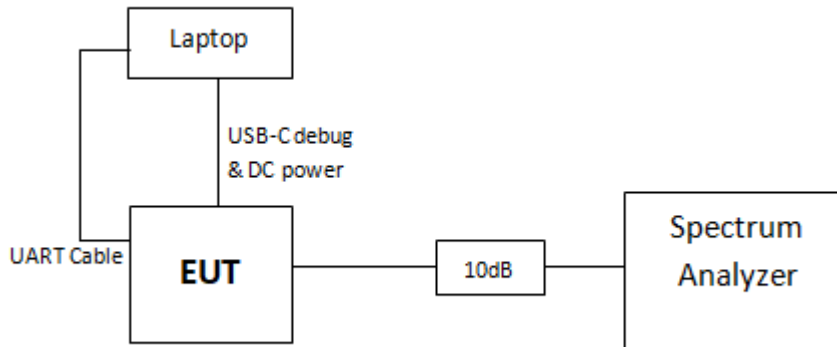 Laptop
USB-C debug
& DC power
UART Cable
EUT
10dB
Spectrum
Analyzer